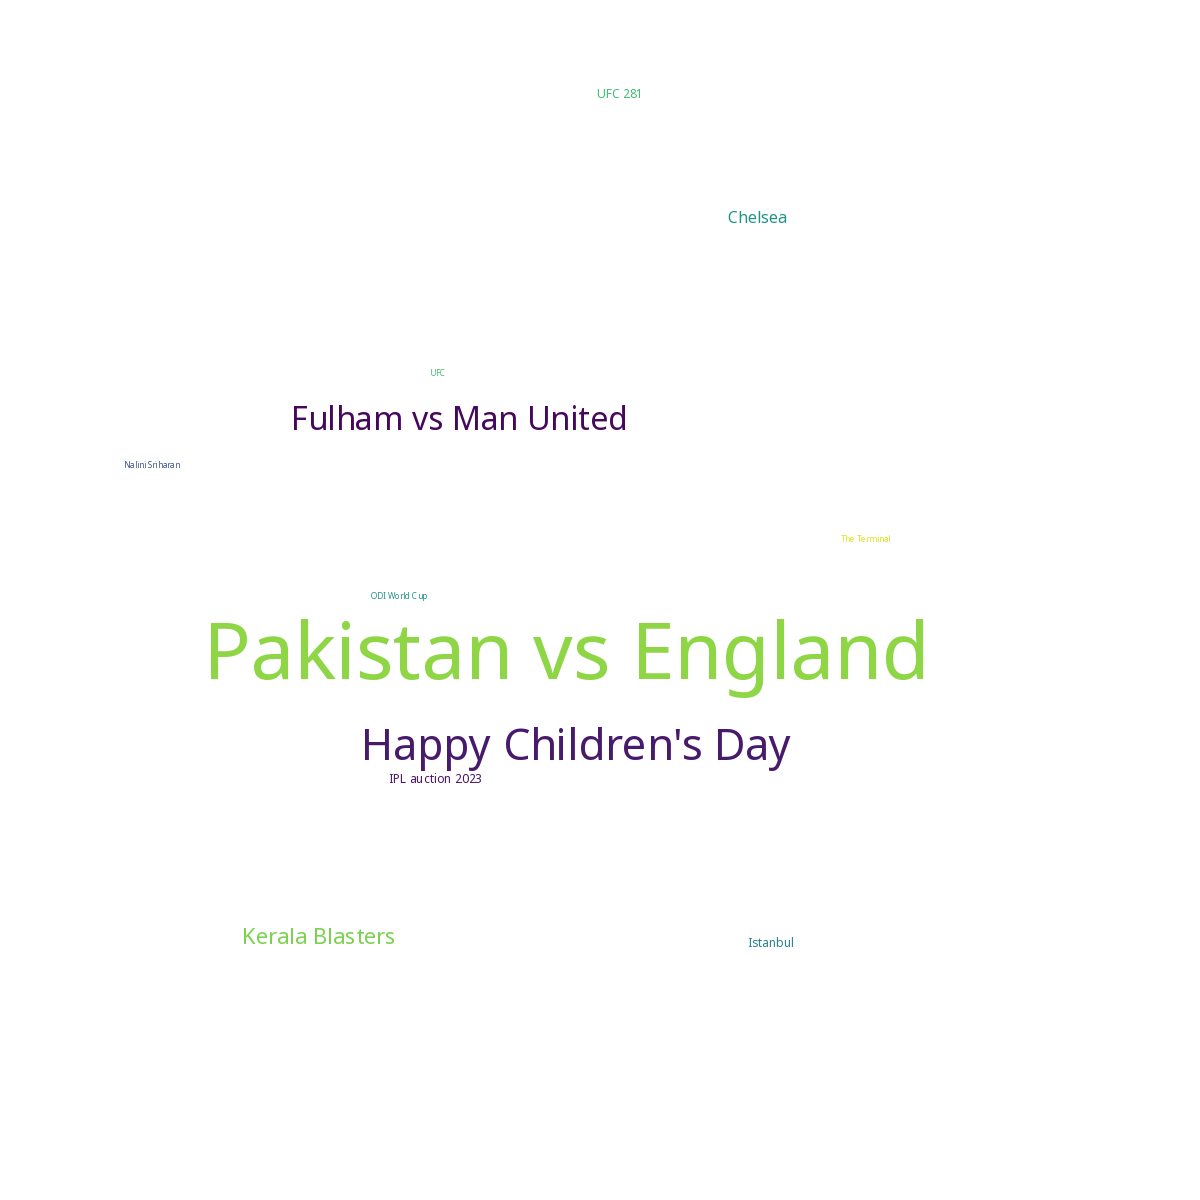 UFC 281
Chelsea
UFC
Fulham vs Man United
Nalini Sriharan
The Terminal
ODI World Cup
Pakistan vs England
Happy Children's Day
IPL auction 2023
Kerala Blasters
Istanbul